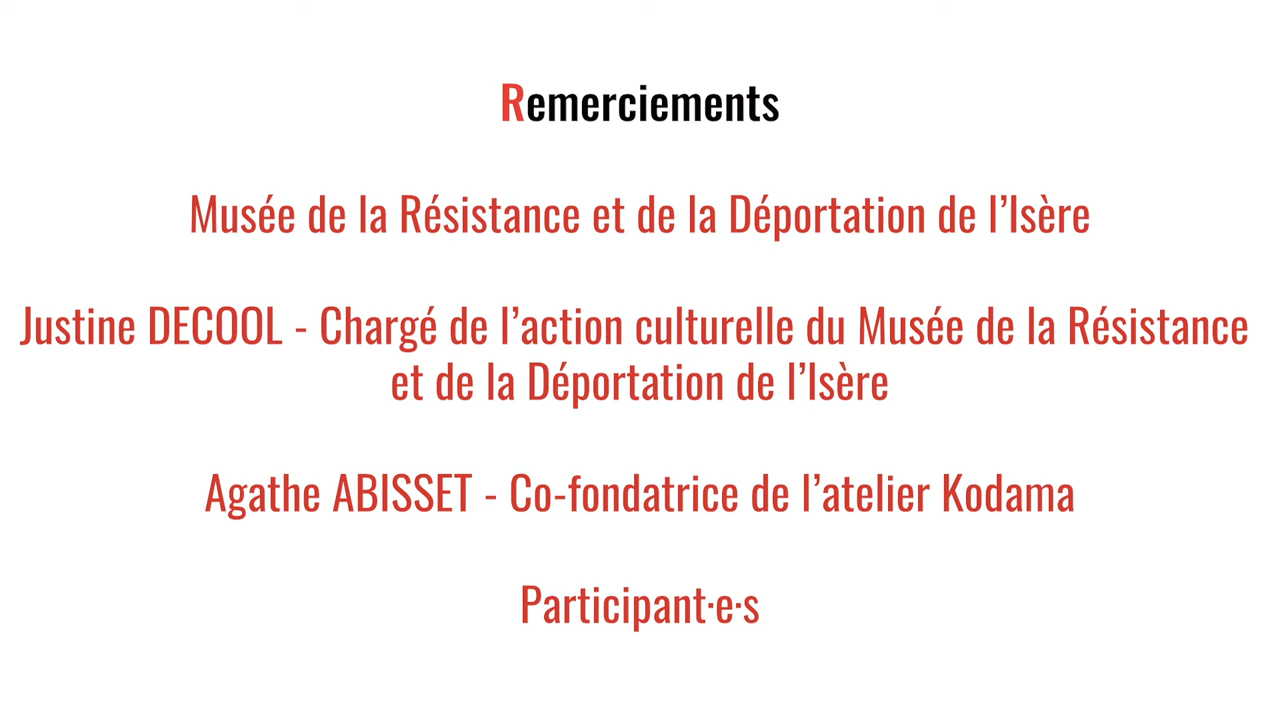 Remerciements
Musée de la Résistance et de la Déportation de l’Isère
Justine DECOOL - Chargé de l’action culturelle du Musée de la Résistance
et de la Déportation de l’Isère
Agathe ABISSET - Co-fondatrice de l’atelier Kodama
Participant·e·s